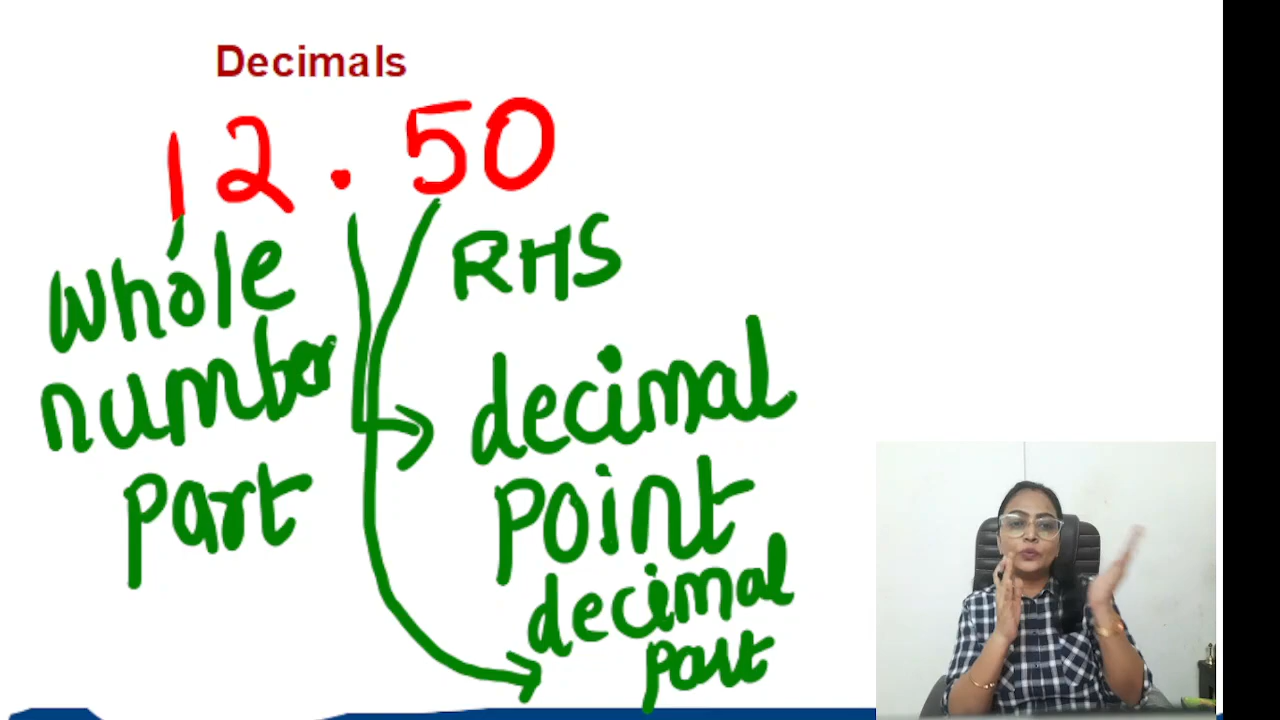 Decimals
12.50
Whole
number
part
RHS
decimal
point
decimal
part